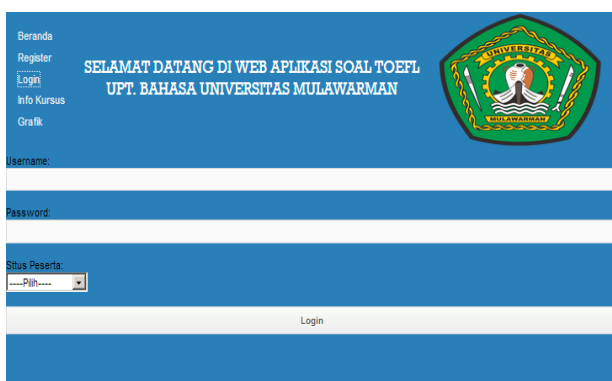 Beranda
Register
Login
Info Kursus
Grafik
SELAMAT DATANG DI WEB APLIKASI SOAL TOEFL
UPT. BAHASA UNIVERSITAS MULAWARMAN
UNIVERSITAS
MULAWARMAN
Username:
Password:
Sttus Peserta:
----Pilih----
Login